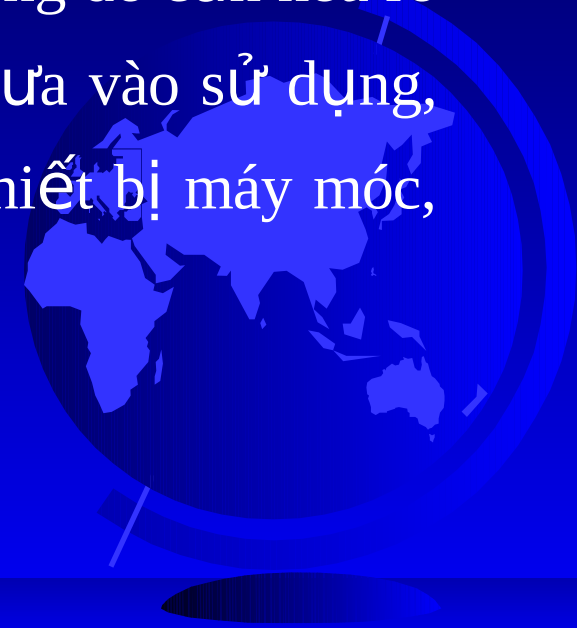 ưa vào sử dụng,
hiết bị máy móc,